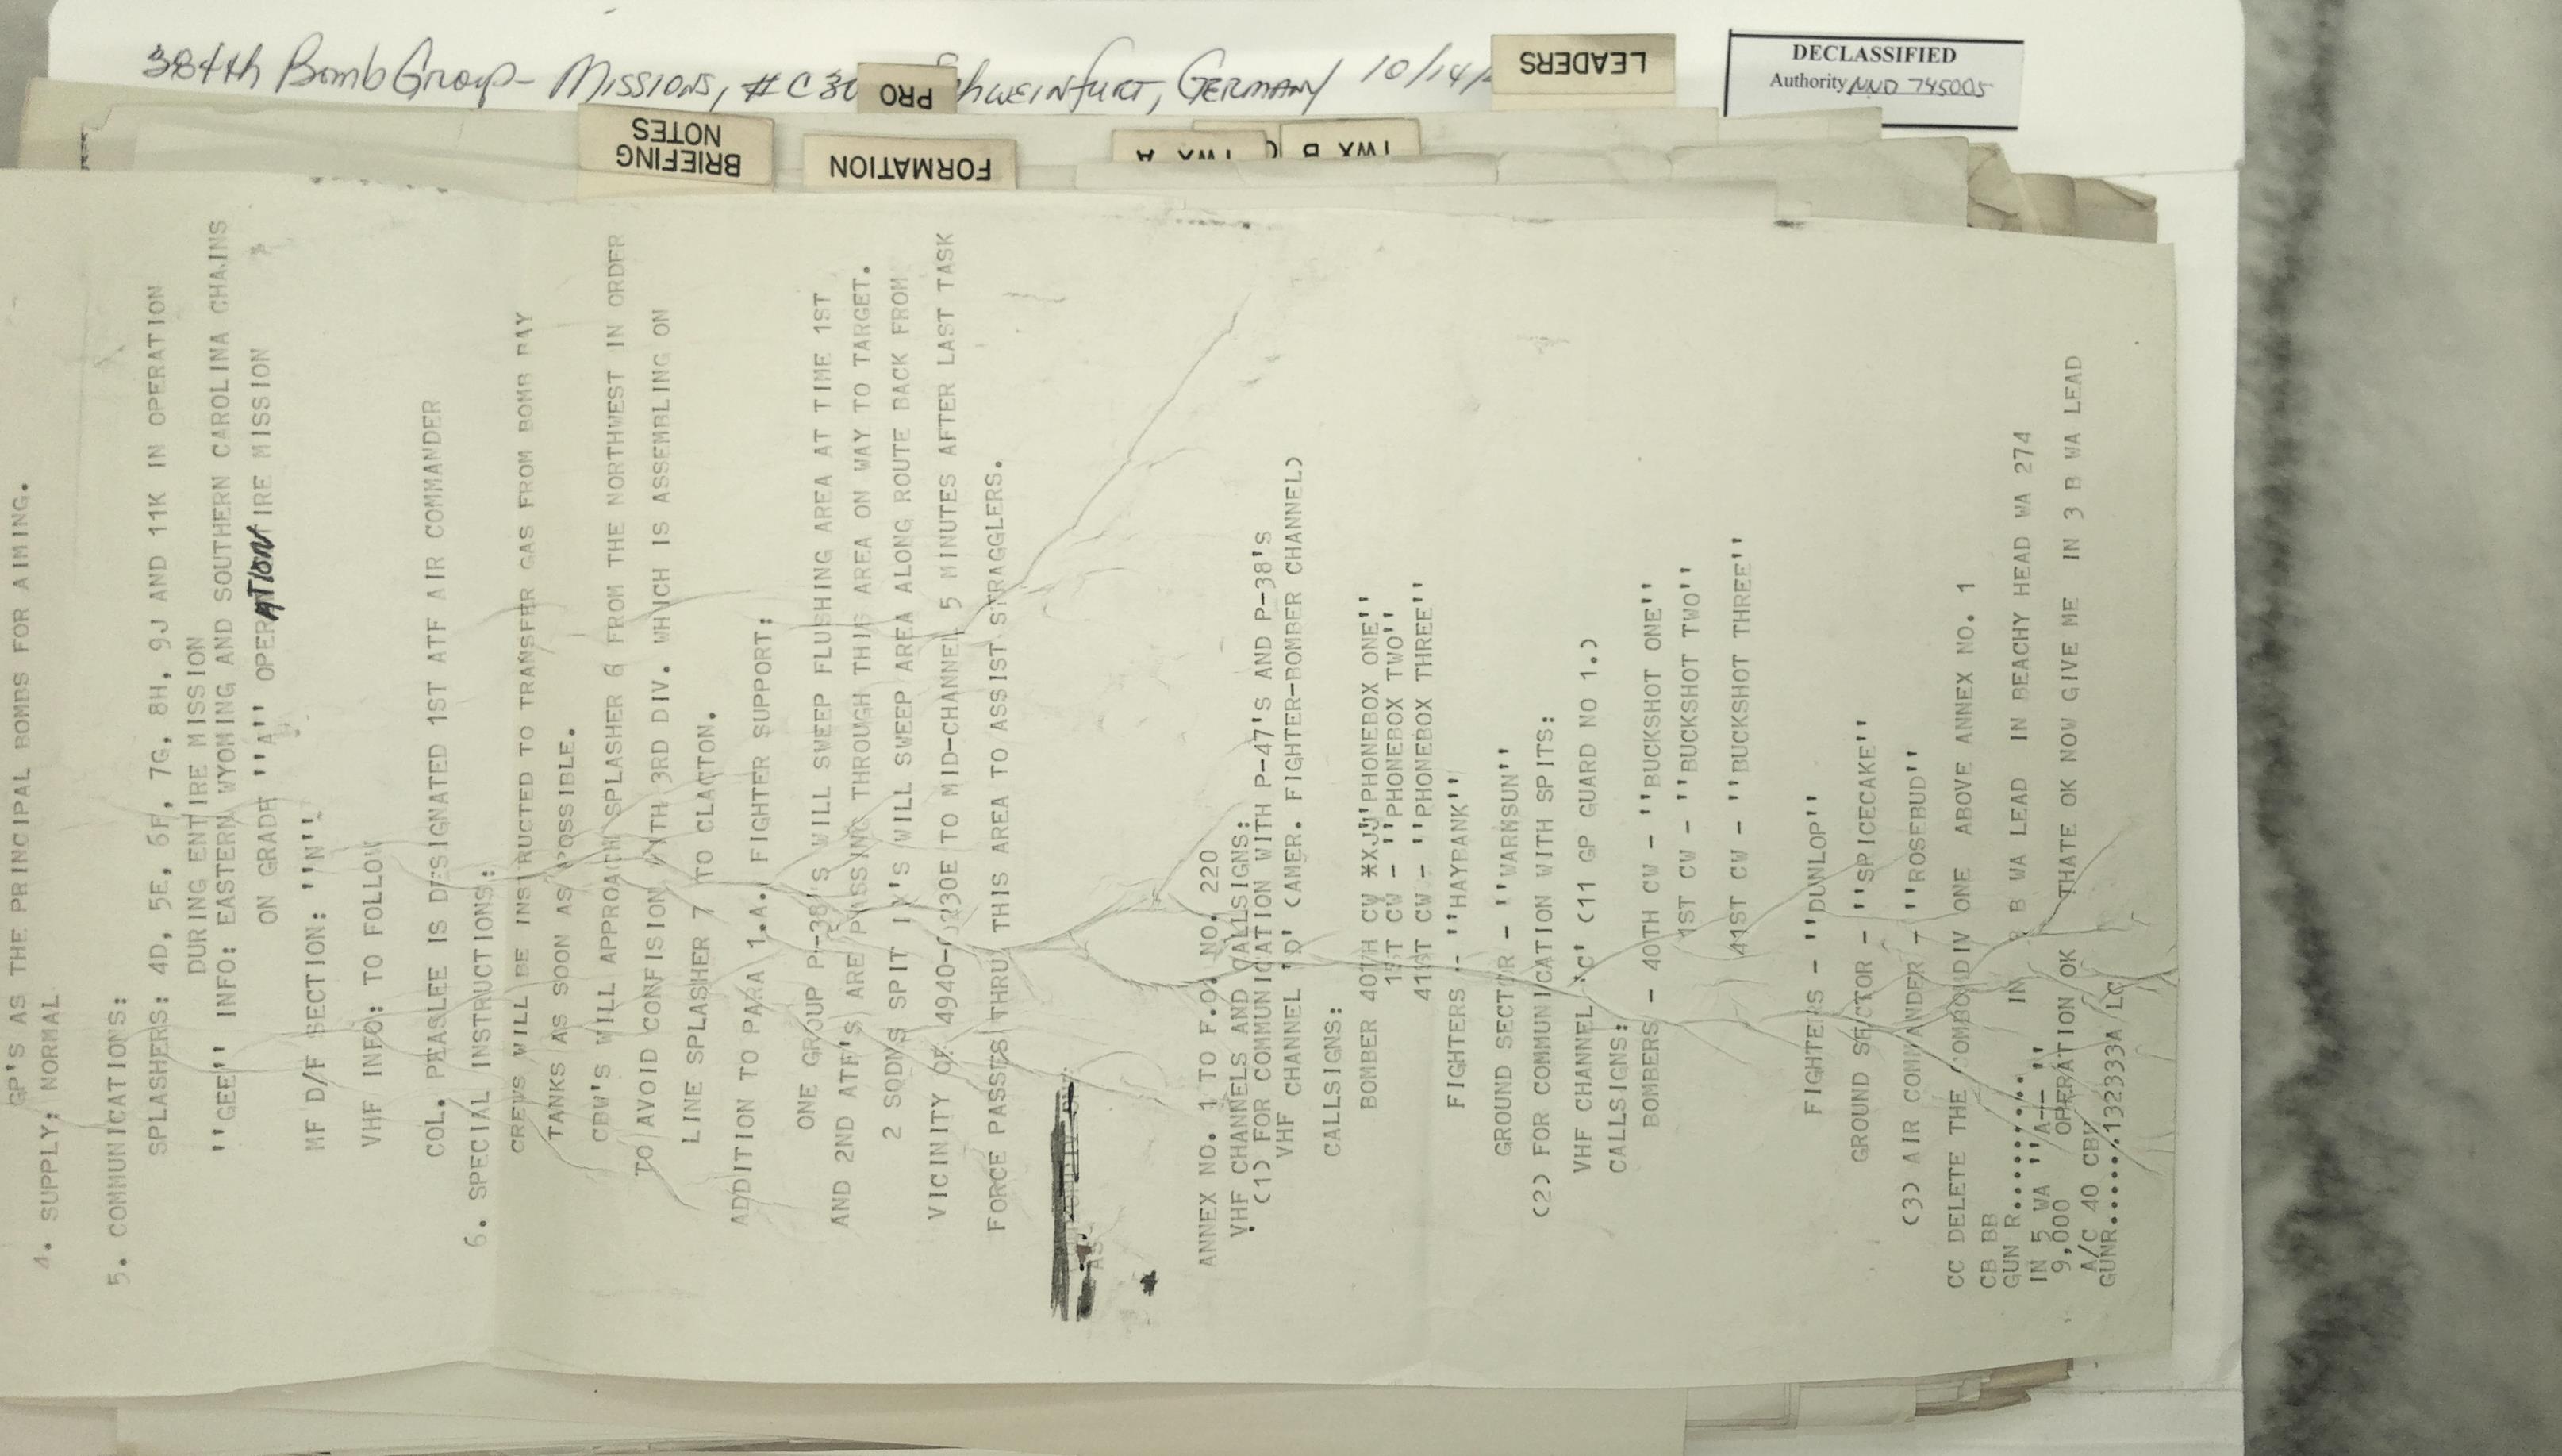 384th Bomb Group - Missions, #C30 Schweinfurt, Germany 10/14/
DECLASSIFIED
Authority NND 745005
LEADERS
PRO
BRIEFING
NOTES
FORMATION
TWX A
TWX B
GP'S AS THE PRINCIPAL BOMBS FOR AIMING.
4. SUPPLY; NORMAL
5. COMMUNICATIONS:
SPLASHERS: 4D, 5E, 6F, 7G, 8H, 9J AND 11K IN OPERATION
DURING ENTIRE MISSION
''GEE'' INFO: EASTERN WYOMING AND SOUTHERN CAROLINA CHAINS
ON GRADE ''A'' OPERATION IRE MISSION
MF D/F SECTION: ''N''
VHF INFO: TO FOLLOW
COL. PEASLEE IS DESIGNATED 1ST ATF AIR COMMANDER
6. SPECIAL INSTRUCTIONS:
CREWS WILL BE INSTRUCTED TO TRANSFER GAS FROM BOMB BAY
TANKS AS SOON AS POSSIBLE.
CBW'S WILL APPROACH SPLASHER 6 FROM THE NORTHWEST IN ORDER
TO AVOID CONFISION WITH 3RD DIV. WHICH IS ASSEMBLING ON
LINE SPLASHER 7 TO CLACTON.
ADDITION TO PARA 1.A. FIGHTER SUPPORT:
ONE GROUP P-38'S WILL SWEEP FLUSHING AREA AT TIME 1ST
AND 2ND ATF'S ARE PASSING THROUGH THIS AREA ON WAY TO TARGET.
2 SQDNS SPIT IX'S WILL SWEEP AREA ALONG ROUTE BACK FROM
VICINITY OF 4940-0230E TO MID-CHANNEL 5 MINUTES AFTER LAST TASK
FORCE PASSES THRU THIS AREA TO ASSIST STRAGGLERS.
AS
ANNEX NO. 1 TO F.O. NO. 220
VHF CHANNELS AND CALLSIGNS:
(1) FOR COMMUNICATION WITH P-47'S AND P-38'S
VHF CHANNEL 'D' (AMER. FIGHTER-BOMBER CHANNEL)
CALLSIGNS:
BOMBER 40TH CW *XJJ'PHONEBOX ONE''
1ST CW - ''PHONEBOX TWO''
41ST CW - ''PHONEBOX THREE''
FIGHTERS - ''HAYBANK''
GROUND SECTOR - ''WARMSUN''
(2) FOR COMMUNICATION WITH SPITS:
VHF CHANNEL 'C' (11 GP GUARD NO 1.)
CALLSIGNS:
BOMBERS - 40TH CW - ''BUCKSHOT ONE''
1ST CW - ''BUCKSHOT TWO''
41ST CW - ''BUCKSHOT THREE''
FIGHTERS - ''DUNLOP''
GROUND SECTOR - ''SPICECAKE''
(3) AIR COMMANDER - ''ROSEBUD''
CC DELETE THE COMBOMDIV ONE ABOVE ANNEX NO. 1
CB BB
GUN R......... IN B WA LEAD IN BEACHY HEAD WA 274
IN 5 WA ''A-- ''
9,000 OPERATION OK THATE OK NOW GIVE ME IN 3 B WA LEAD
A/C 40 CBW
GUNR......132333A LC